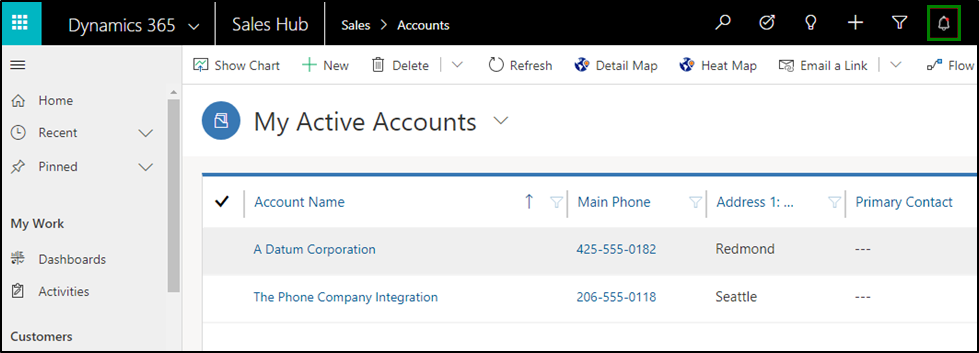 Dynamics 365 Sales Hub Sales > Accounts
Show Chart New Delete Refresh Detail Map Heat Map Email a Link Flow
Home
Recent
Pinned
My Work
Dashboards
Activities
Customers
My Active Accounts
Account Name Main Phone Address 1: ... Primary Contact
A Datum Corporation 425-555-0182 Redmond ---
The Phone Company Integration 206-555-0118 Seattle ---